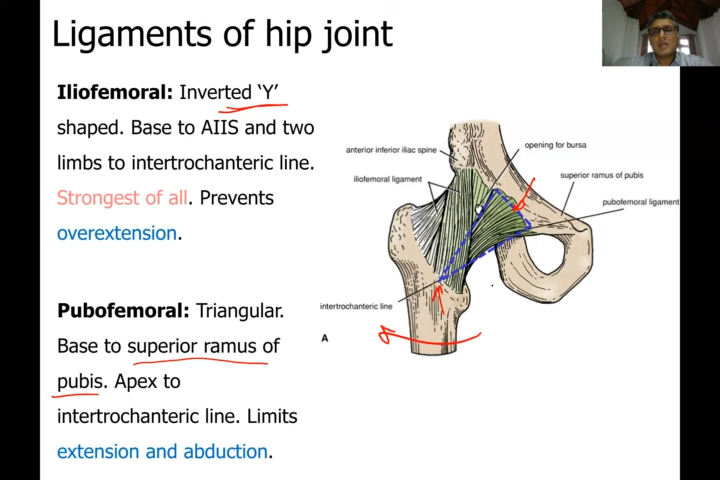 Ligaments of hip joint
Iliofemoral: Inverted ‘Y’
shaped. Base to AIIS and two
limbs to intertrochanteric line.
Strongest of all. Prevents
overextension.
Pubofemoral: Triangular.
Base to superior ramus of
pubis. Apex to
intertrochanteric line. Limits
extension and abduction.
anterior inferior iliac spine
opening for bursa
iliofemoral ligament
superior ramus of pubis
pubofemoral ligament
intertrochanteric line
A